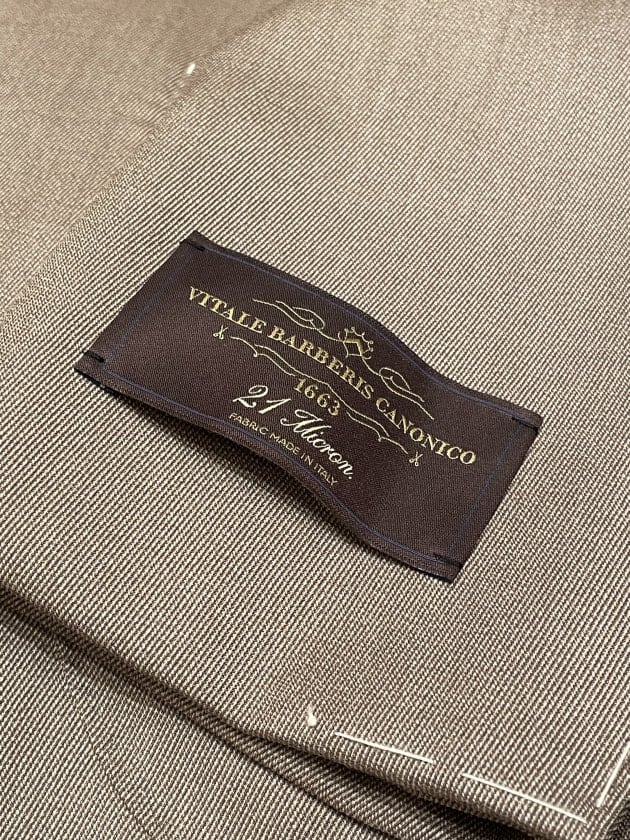 VITALE BARBERIS CANONICO
1663
21 Micron.
FABRIC MADE IN ITALY